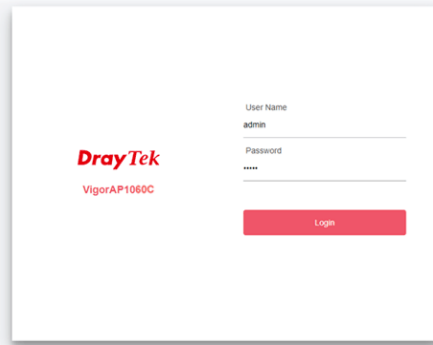 DrayTek
VigorAP1060C
User Name
admin
Password
•••••
Login